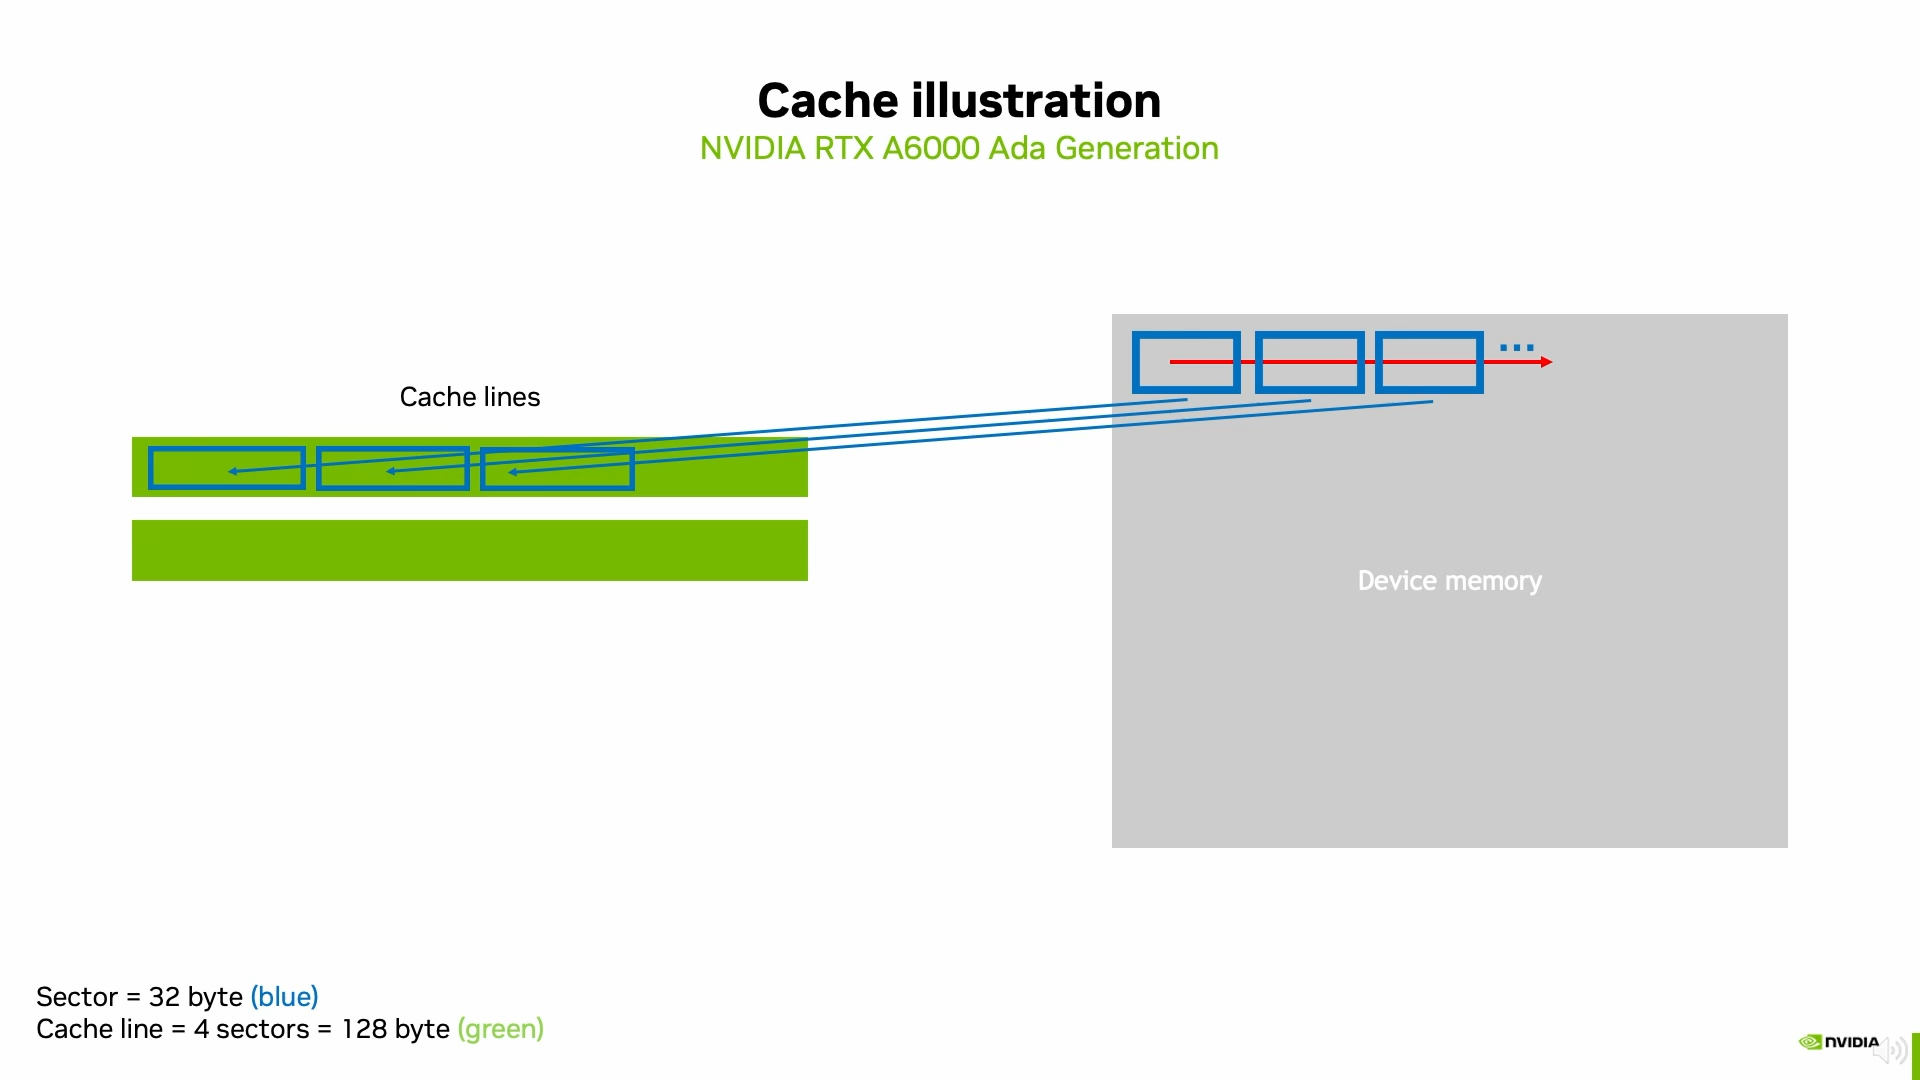 Cache illustration
NVIDIA RTX A6000 Ada Generation
...
Cache lines
Device memory
Sector = 32 byte (blue)
Cache line = 4 sectors = 128 byte (green)
NVIDIA